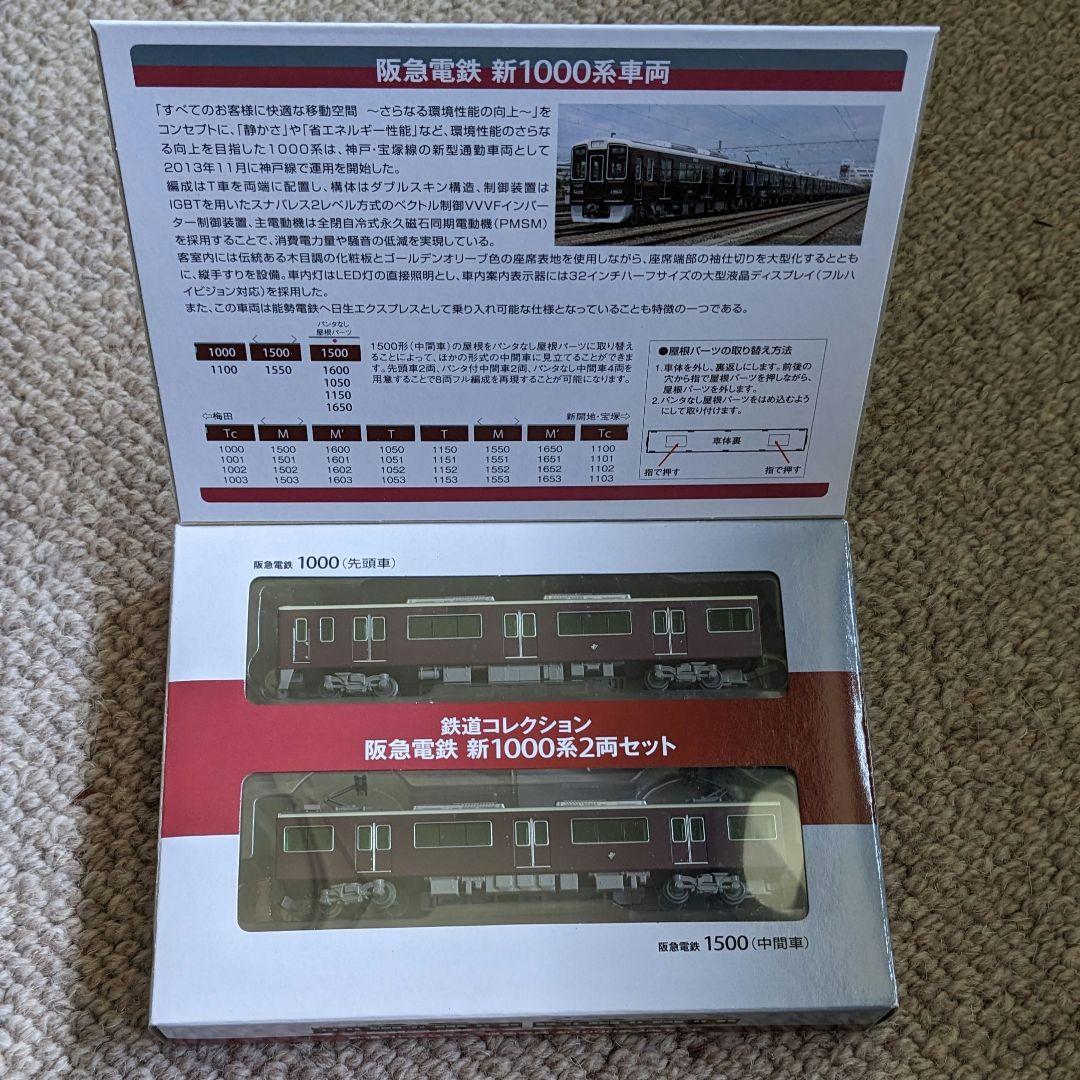 阪急電鉄 新1000系車両
「すべてのお客様に快適な移動空間 ～さらなる環境性能の向上～」を
コンセプトに、「静かさ」や「省エネルギー性能」など、環境性能のさらな
る向上を目指した1000系は、神戸・宝塚線の新型通勤車両として
2013年11月に神戸線で運用を開始した。
編成はT車を両端に配置し、構体はダブルスキン構造、制御装置は
IGBTを用いたスナバレス2レベル方式のベクトル制御VVVFインバ
ーター制御装置、主電動機は全閉自冷式永久磁石同期電動機(PMSM)
を採用することで、消費電力量や騒音の低減を実現している。
客室内には伝統ある木目調の化粧板とゴールデンオリーブ色の座席表地を使用しながら、座席端部の袖仕切りを大型化するととも
に、縦手すりを設備。車内灯はLED灯の直接照明とし、車内案内表示器には32インチハーフサイズの大型液晶ディスプレイ(フルハ
イビジョン対応)を採用した。
また、この車両は能勢電鉄へ日生エクスプレスとして乗り入れ可能な仕様となっていることも特徴の一つである。
パンタなし
屋根パーツ
1000 1500 1500
1100 1550 1600
1050
1150
1650
1500形(中間車)の屋根をパンタなし屋根パーツに取り替え
ることによって、ほかの形式の中間車に見立てることができま
す。先頭車2両、パンタ付中間車2両、パンタなし中間車4両を
用意することで8両フル編成を再現することが可能になります。
●屋根パーツの取り替え方法
1.車体を外し、裏返しにします。前後の
穴から指で屋根パーツを押しながら、
屋根パーツを外します。
2.パンタなし屋根パーツをはめ込むよう
にして取り付けます。
車体裏
指で押す 指で押す
⇦梅田 新開地・宝塚⇨
Tc M M' T T M M' Tc
1000 1500 1600 1050 1150 1550 1650 1100
1001 1501 1601 1051 1151 1551 1651 1101
1002 1502 1602 1052 1152 1552 1652 1102
1003 1503 1603 1053 1153 1553 1653 1103
阪急電鉄 1000(先頭車)
鉄道コレクション
阪急電鉄 新1000系2両セット
阪急電鉄 1500(中間車)